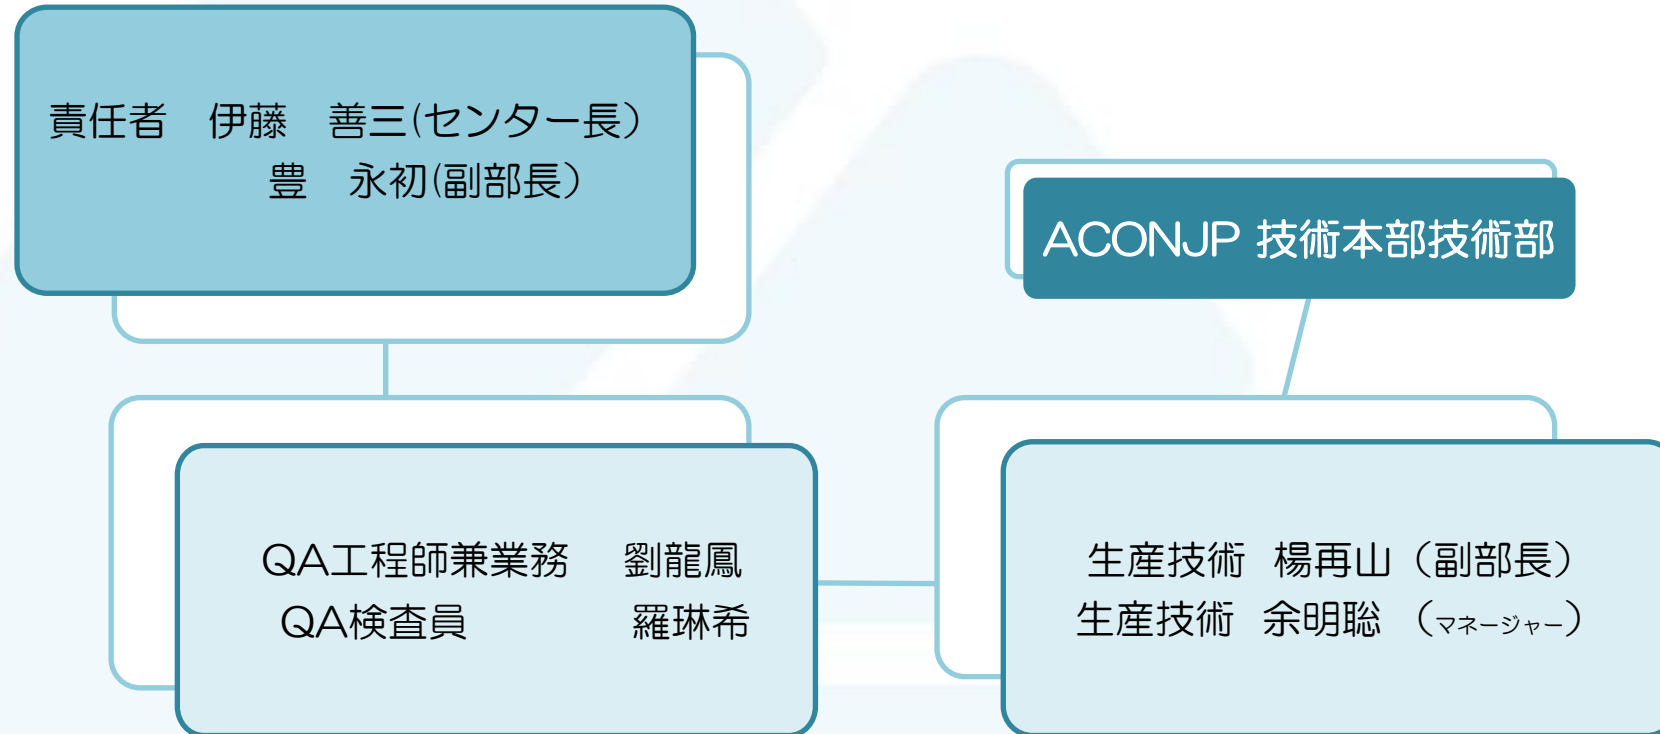 責任者　伊藤　善三(センター長)
豊　永初(副部長)
ACONJP 技術本部技術部
QA工程師兼業務　劉龍鳳
QA検査員　羅琳希
生産技術 楊再山（副部長）
生産技術 余明聡 （マネージャー）